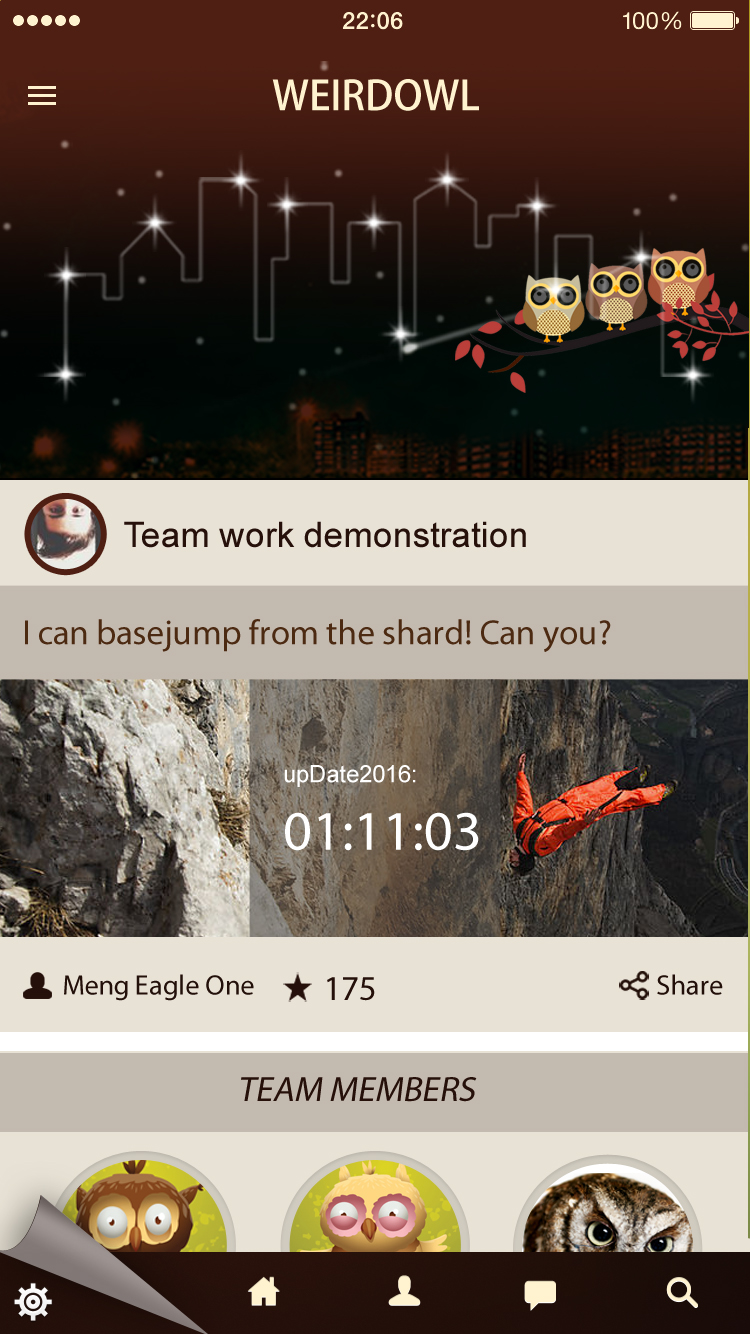 22:06
100%
WEIRDOWL
Team work demonstration
I can basejump from the shard! Can you?
upDate2016:
01:11:03
Meng Eagle One
175
Share
TEAM MEMBERS